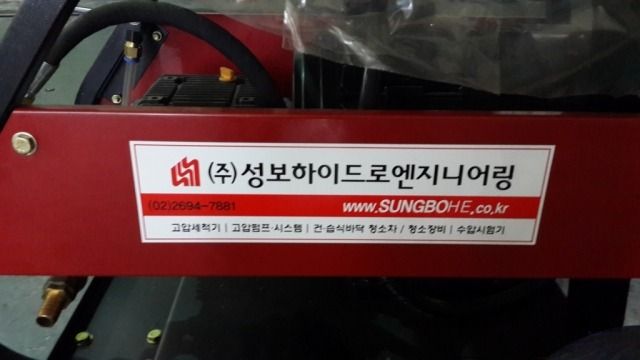 (주)성보하이드로엔지니어링
(02)2694-7881 www.SUNGBOHE.co.kr
고압세척기 | 고압펌프·시스템 | 건·습식바닥 청소차 / 청소장비 | 수압시험기